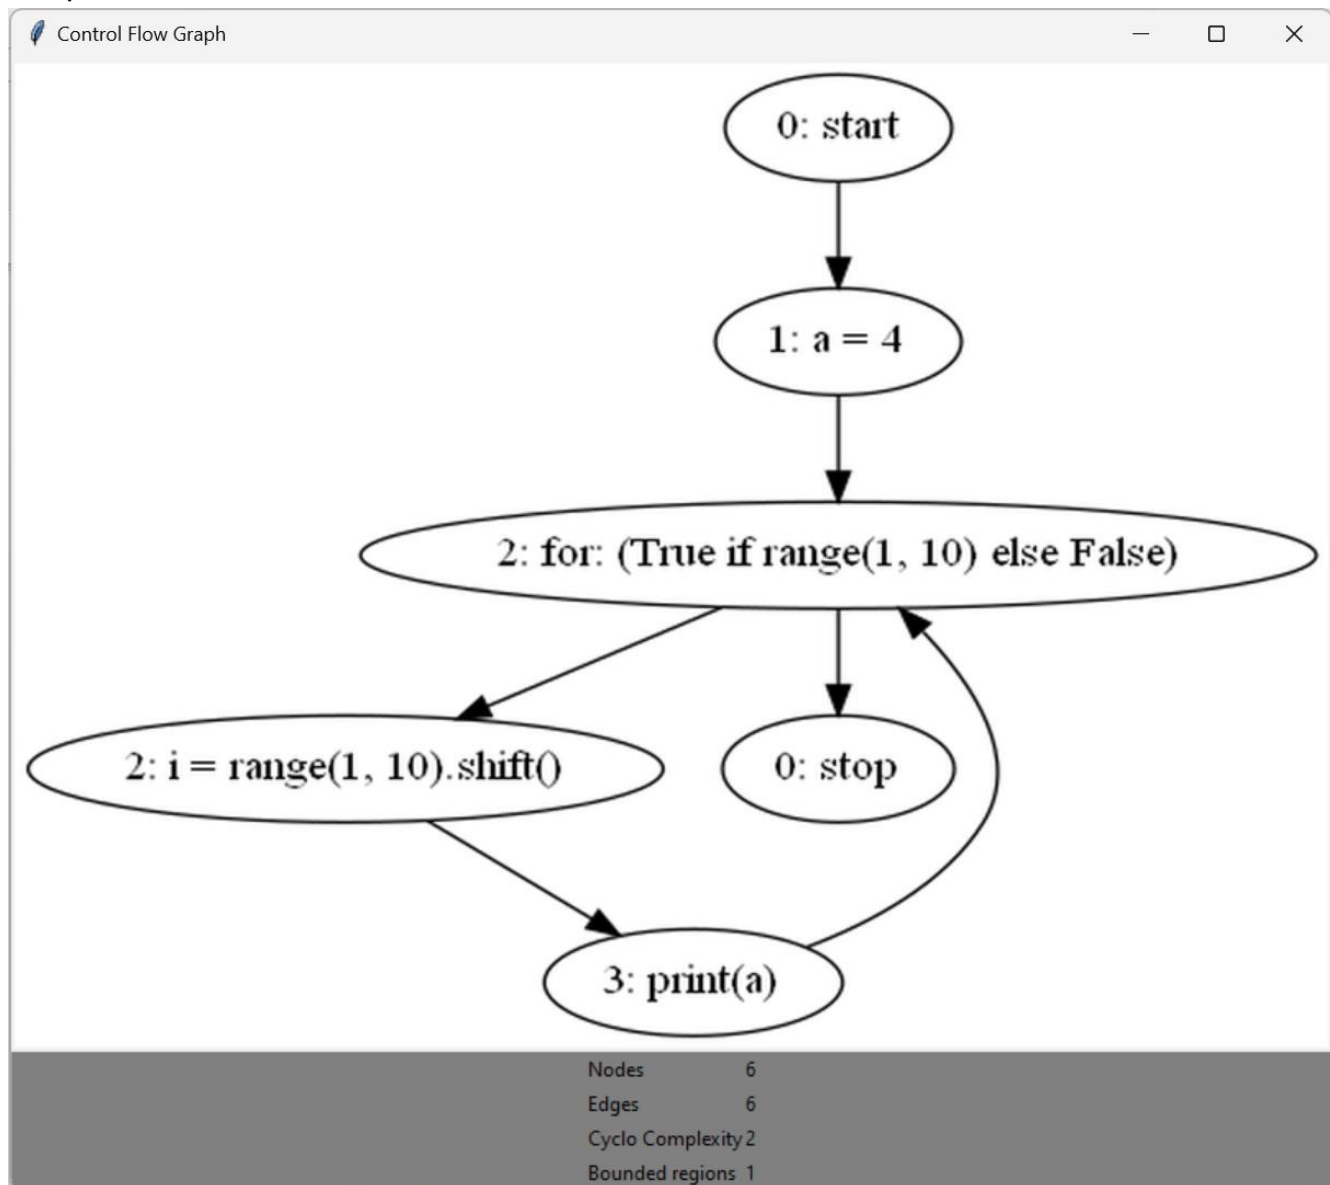 Control Flow Graph
0: start
1: a = 4
2: for: (True if range(1, 10) else False)
2: i = range(1, 10).shift()
0: stop
3: print(a)
Nodes 6
Edges 6
Cyclo Complexity 2
Bounded regions 1